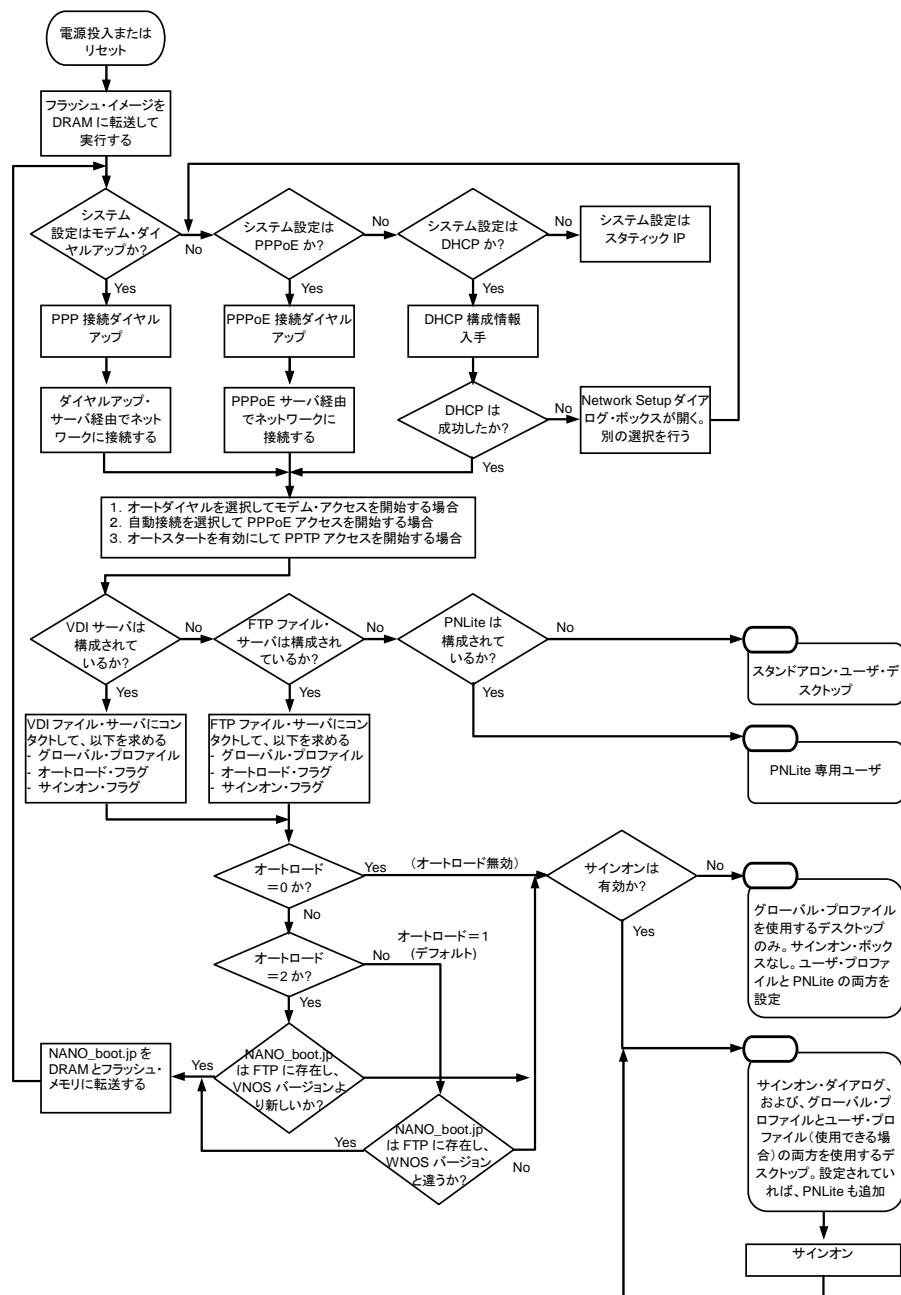 電源投入または
リセット
フラッシュ・イメージを
DRAM に転送して
実行する
システム
設定はモデム・ダイ
ヤルアップか?
No
Yes
システム設定は
PPPoE か?
No
Yes
システム設定は
DHCP か?
No
Yes
システム設定は
スタティック IP
PPP 接続ダイヤル
アップ
PPPoE 接続ダイヤル
アップ
DHCP 構成情報
入手
ダイヤルアップ・
サーバ経由でネット
ワークに接続する
PPPoE サーバ経由
でネットワークに
接続する
DHCP は
成功したか?
No
Yes
Network Setup ダイア
ログ・ボックスが開く。
別の選択を行う
1. オートダイヤルを選択してモデム・アクセスを開始する場合
2. 自動接続を選択して PPPoE アクセスを開始する場合
3. オートスタートを有効にして PPTP アクセスを開始する場合
VDI サーバは
構成されて
いるか?
No
Yes
FTP ファイル・
サーバは構成され
ているか?
No
Yes
PNLite は
構成されて
いるか?
No
Yes
スタンドアロン・ユーザ・デ
スクトップ
VDI ファイル・サーバにコン
タクトして、以下を求める
- グローバル・プロファイル
- オートロード・フラグ
- サインオン・フラグ
FTP ファイル・サーバにコン
タクトして、以下を求める
- グローバル・プロファイル
- オートロード・フラグ
- サインオン・フラグ
PNLite 専用ユーザ
オートロード
=0 か?
Yes
(オートロード無効)
No
サインオンは
有効か?
No
Yes
グローバル・プロファイル
を使用するデスクトップ
のみ。サインオン・ボック
スなし。ユーザ・プロファ
イルと PNLite の両方を
設定
オートロード
=2 か?
No
オートロード=1
(デフォルト)
Yes
NANO_boot.jp を
DRAM とフラッシュ・
メモリに転送する
Yes
NANO_boot.jp
は FTP に存在し、
VNOS バージョンよ
り新しいか?
Yes
NANO_boot.jp
は FTP に存在し、
WNOS バージョン
と違うか?
No
サインオン・ダイアログ、
および、グローバル・プロ
ファイルとユーザ・プロ
ファイル(使用できる場
合)の両方を使用するデ
スクトップ。設定されてい
れば、PNLite も追加
サインオン